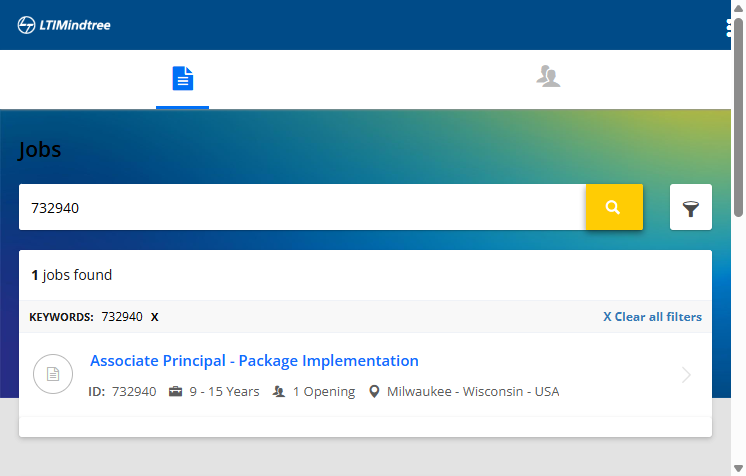 LTIMindtree
Jobs
732940
1 jobs found
KEYWORDS: 732940 X
X Clear all filters
Associate Principal - Package Implementation
ID: 732940 9 - 15 Years 1 Opening Milwaukee - Wisconsin - USA